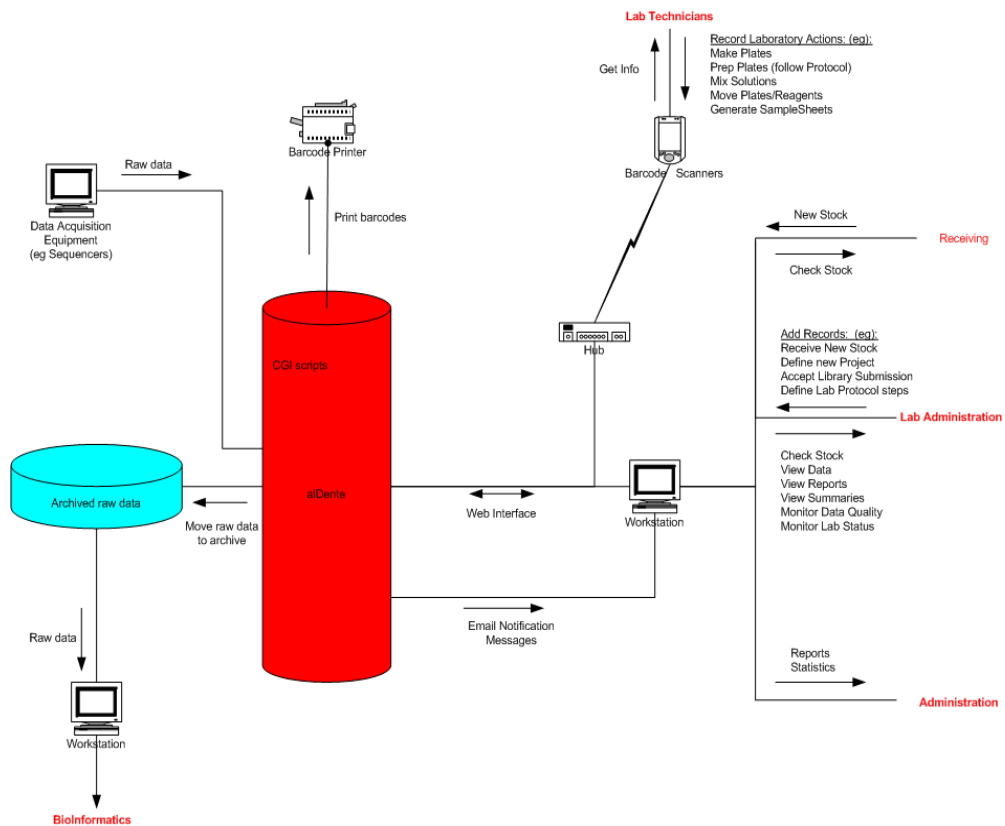 Lab Technicians
Record Laboratory Actions: (eg):
Make Plates
Prep Plates (follow Protocol)
Mix Solutions
Move Plates/Reagents
Generate SampleSheets
Get Info
Barcode Scanners
Barcode Printer
Raw data
Data Acquisition
Equipment
(eg Sequencers)
Print barcodes
New Stock
Receiving
Check Stock
Hub
CGI scripts
Add Records: (eg):
Receive New Stock
Define new Project
Accept Library Submission
Define Lab Protocol steps
Lab Administration
Check Stock
View Data
View Reports
View Summaries
Monitor Data Quality
Monitor Lab Status
Archived raw data
alDente
Move raw data
to archive
Web Interface
Workstation
Email Notification
Messages
Raw data
Workstation
BioInformatics
Reports
Statistics
Administration